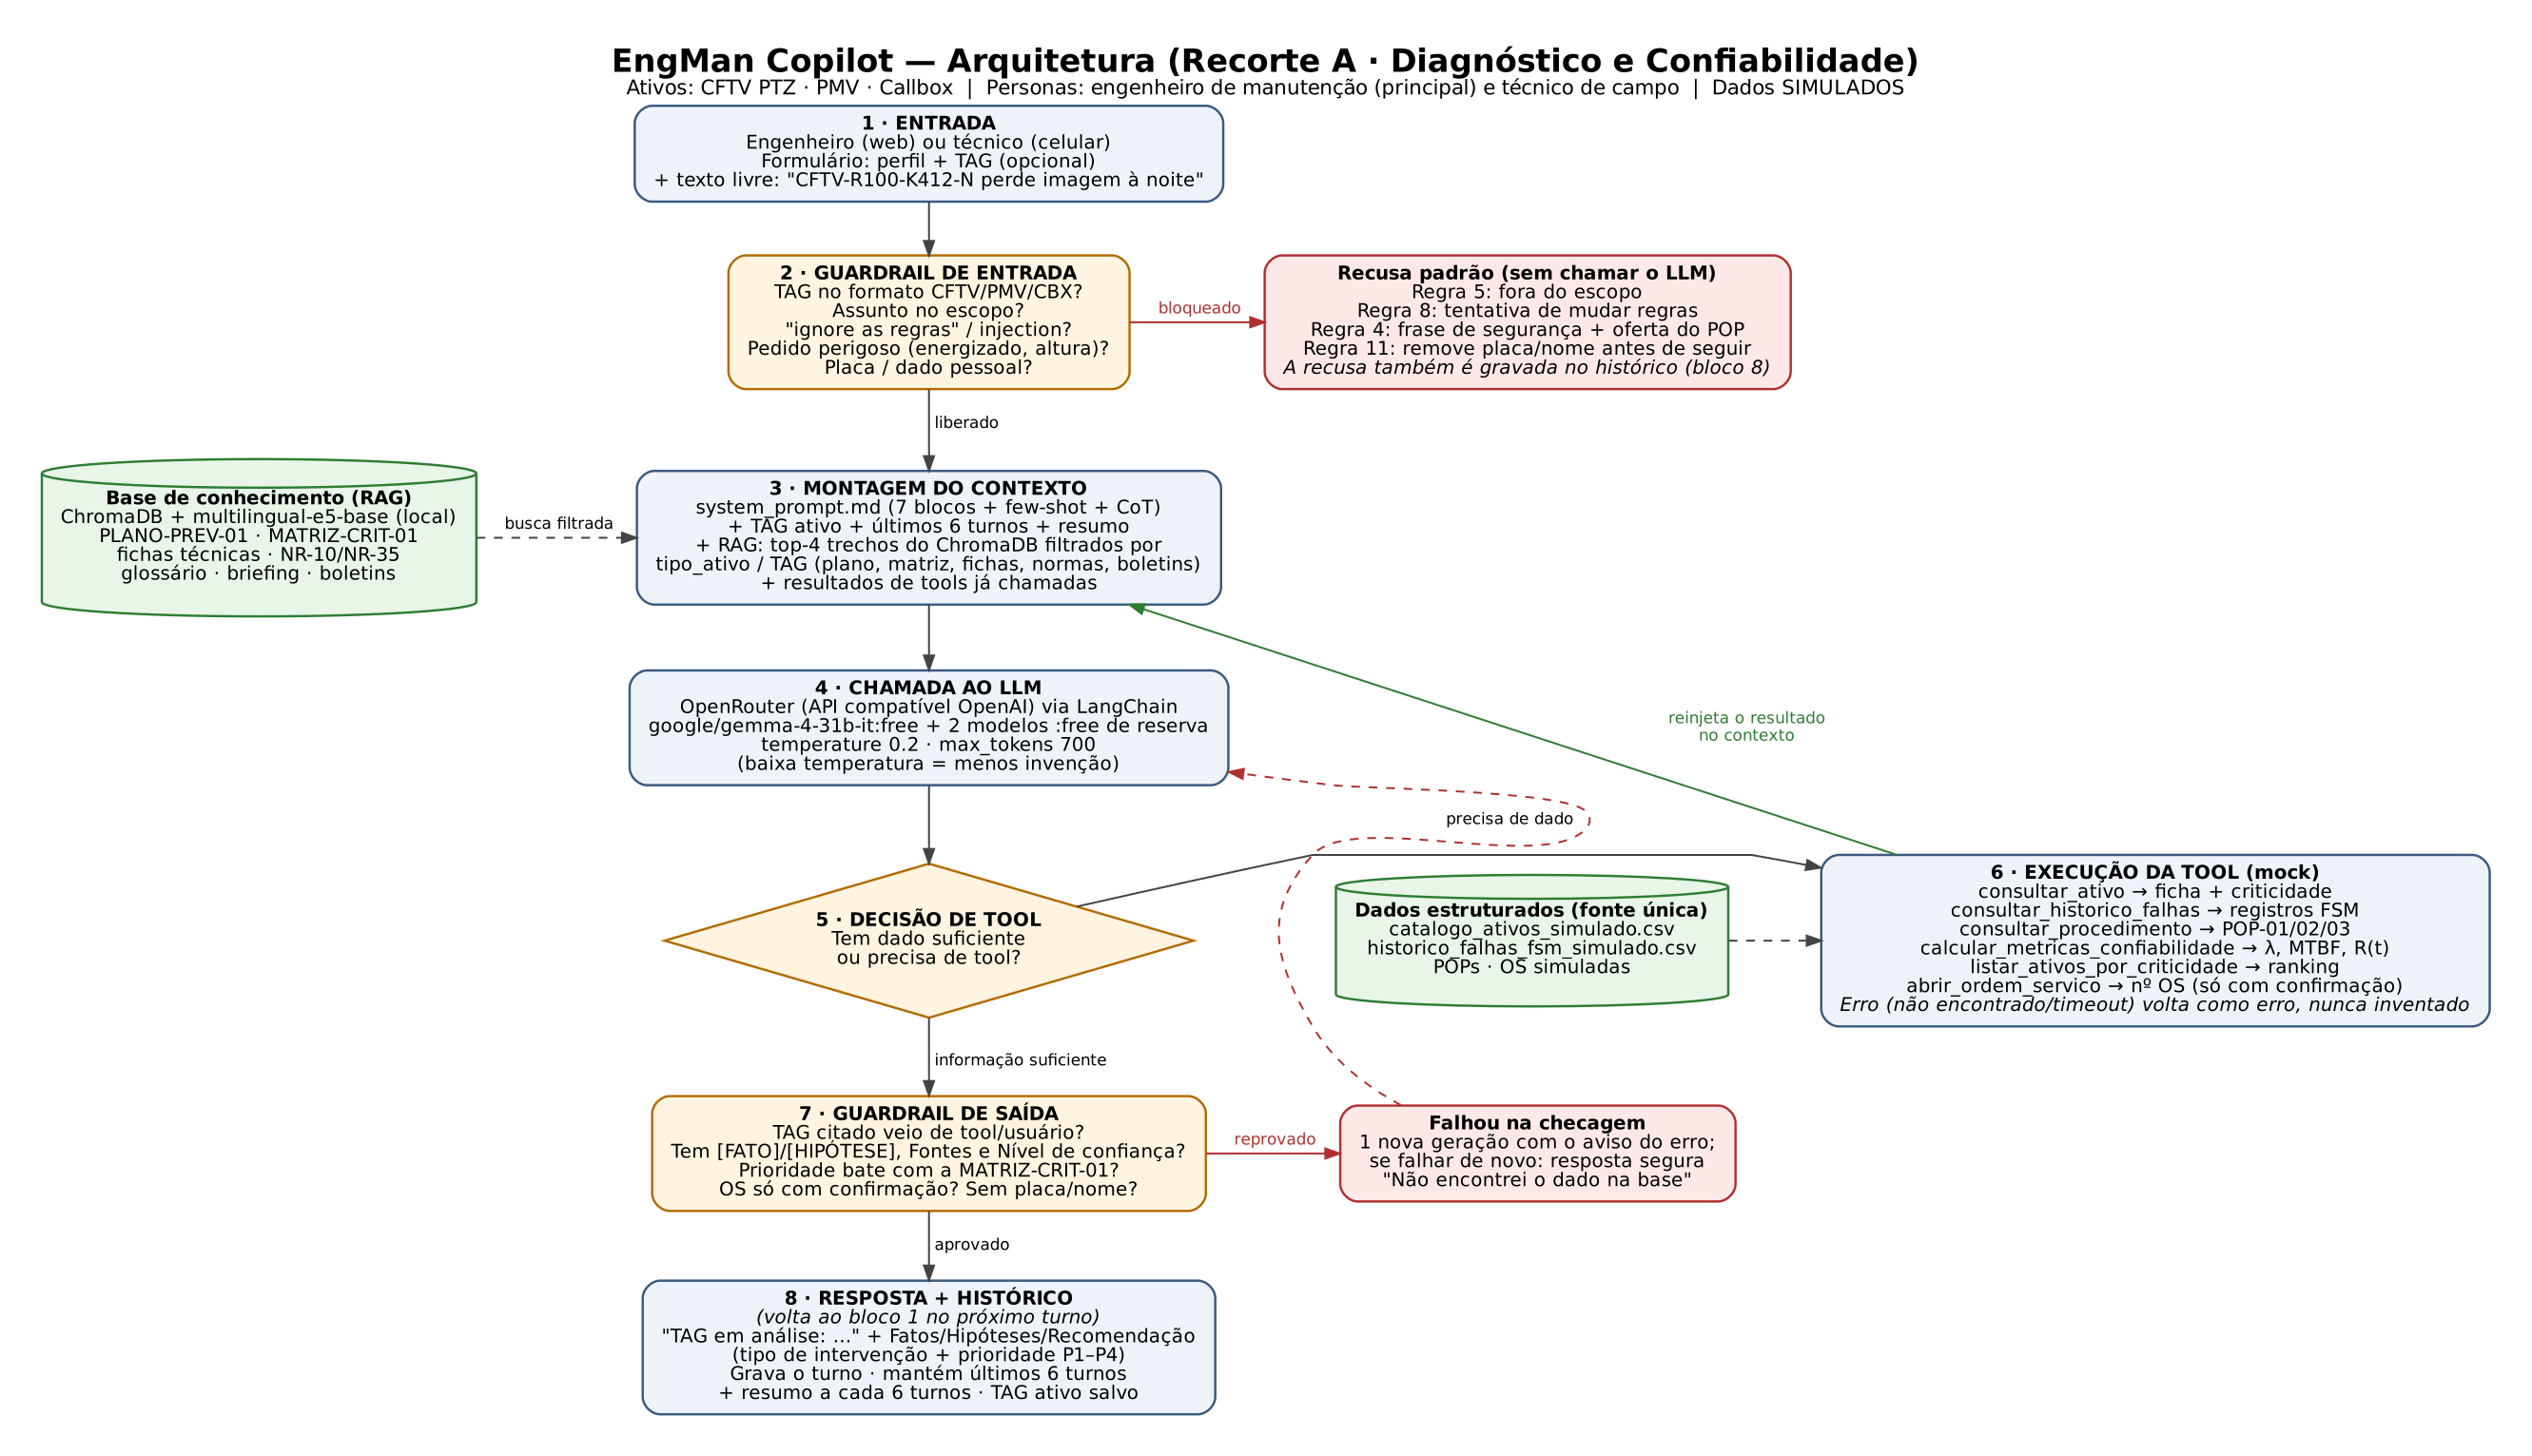 EngMan Copilot — Arquitetura (Recorte A · Diagnóstico e Confiabilidade)
Ativos: CFTV PTZ · PMV · Callbox | Personas: engenheiro de manutenção (principal) e técnico de campo | Dados SIMULADOS
1 · ENTRADA
Engenheiro (web) ou técnico (celular)
Formulário: perfil + TAG (opcional)
+ texto livre: "CFTV-R100-K412-N perde imagem à noite"
2 · GUARDRAIL DE ENTRADA
TAG no formato CFTV/PMV/CBX?
Assunto no escopo?
"ignore as regras" / injection?
Pedido perigoso (energizado, altura)?
Placa / dado pessoal?
bloqueado
Recusa padrão (sem chamar o LLM)
Regra 5: fora do escopo
Regra 8: tentativa de mudar regras
Regra 4: frase de segurança + oferta do POP
Regra 11: remove placa/nome antes de seguir
A recusa também é gravada no histórico (bloco 8)
liberado
Base de conhecimento (RAG)
ChromaDB + multilingual-e5-base (local)
PLANO-PREV-01 · MATRIZ-CRIT-01
fichas técnicas · NR-10/NR-35
glossário · briefing · boletins
busca filtrada
3 · MONTAGEM DO CONTEXTO
system_prompt.md (7 blocos + few-shot + CoT)
+ TAG ativo + últimos 6 turnos + resumo
+ RAG: top-4 trechos do ChromaDB filtrados por
tipo_ativo / TAG (plano, matriz, fichas, normas, boletins)
+ resultados de tools já chamadas
4 · CHAMADA AO LLM
OpenRouter (API compatível OpenAI) via LangChain
google/gemma-4-31b-it:free + 2 modelos :free de reserva
temperature 0.2 · max_tokens 700
(baixa temperatura = menos invenção)
reinjeta o resultado
no contexto
precisa de dado
5 · DECISÃO DE TOOL
Tem dado suficiente
ou precisa de tool?
Dados estruturados (fonte única)
catalogo_ativos_simulado.csv
historico_falhas_fsm_simulado.csv
POPs · OS simuladas
6 · EXECUÇÃO DA TOOL (mock)
consultar_ativo → ficha + criticidade
consultar_historico_falhas → registros FSM
consultar_procedimento → POP-01/02/03
calcular_metricas_confiabilidade → λ, MTBF, R(t)
listar_ativos_por_criticidade → ranking
abrir_ordem_servico → nº OS (só com confirmação)
Erro (não encontrado/timeout) volta como erro, nunca inventado
informação suficiente
7 · GUARDRAIL DE SAÍDA
TAG citado veio de tool/usuário?
Tem [FATO]/[HIPÓTESE], Fontes e Nível de confiança?
Prioridade bate com a MATRIZ-CRIT-01?
OS só com confirmação? Sem placa/nome?
reprovado
Falhou na checagem
1 nova geração com o aviso do erro;
se falhar de novo: resposta segura
"Não encontrei o dado na base"
aprovado
8 · RESPOSTA + HISTÓRICO
(volta ao bloco 1 no próximo turno)
"TAG em análise: ..." + Fatos/Hipóteses/Recomendação
(tipo de intervenção + prioridade P1–P4)
Grava o turno · mantém últimos 6 turnos
+ resumo a cada 6 turnos · TAG ativo salvo